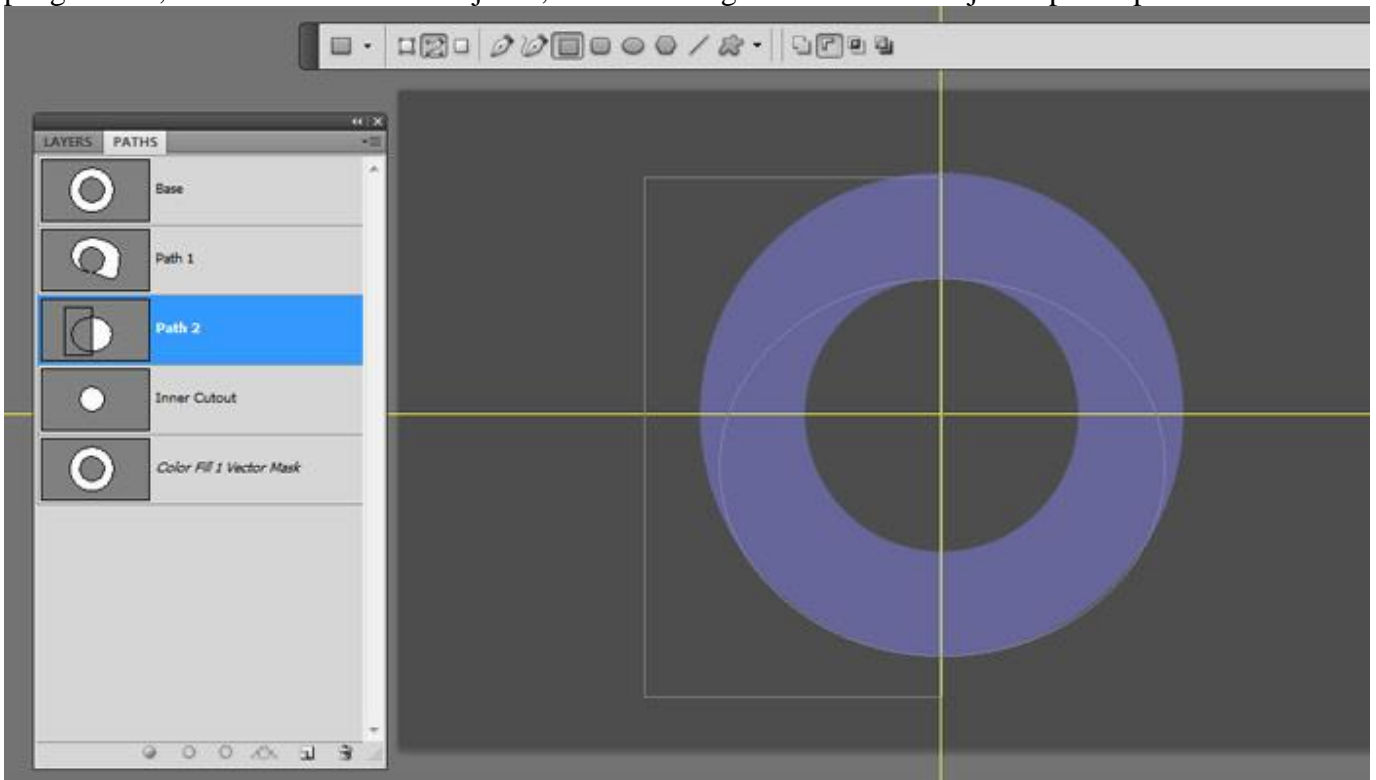 LAYERS PATHS
Base
Path 1
Path 2
Inner Cutout
Color Fill 1 Vector Mask